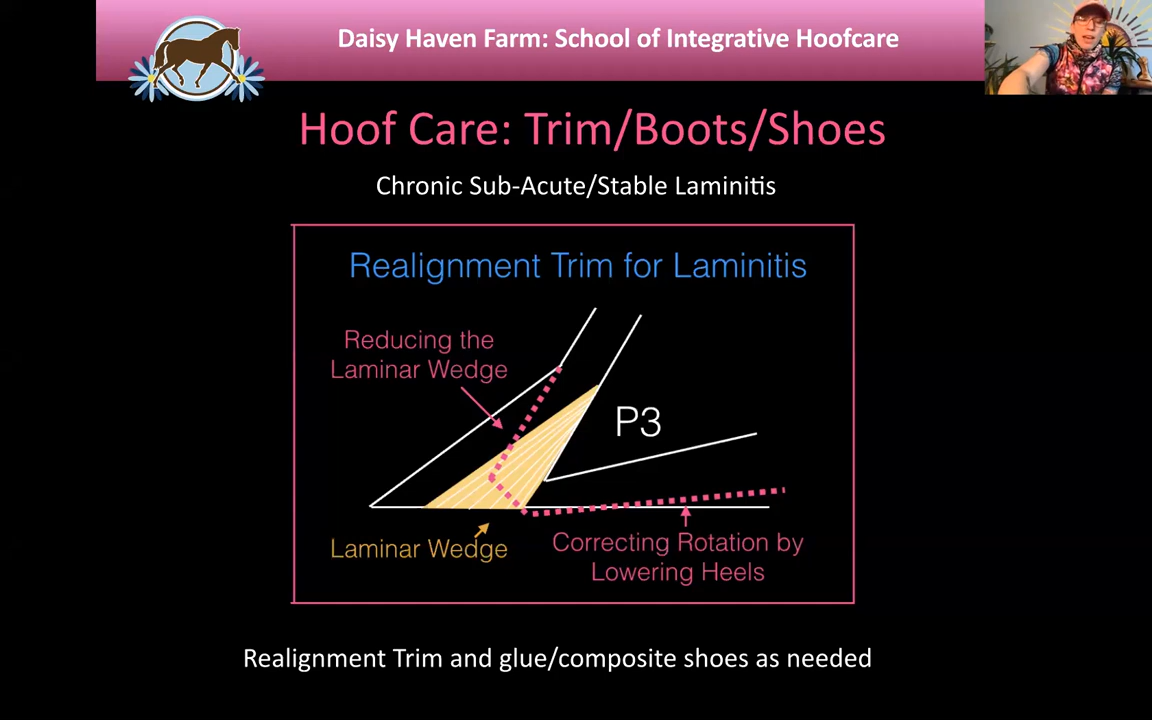 Daisy Haven Farm: School of Integrative Hoofcare
Hoof Care: Trim/Boots/Shoes
Chronic Sub-Acute/Stable Laminitis
Realignment Trim for Laminitis
Reducing the
Laminar Wedge
P3
Laminar Wedge
Correcting Rotation by
Lowering Heels
Realignment Trim and glue/composite shoes as needed